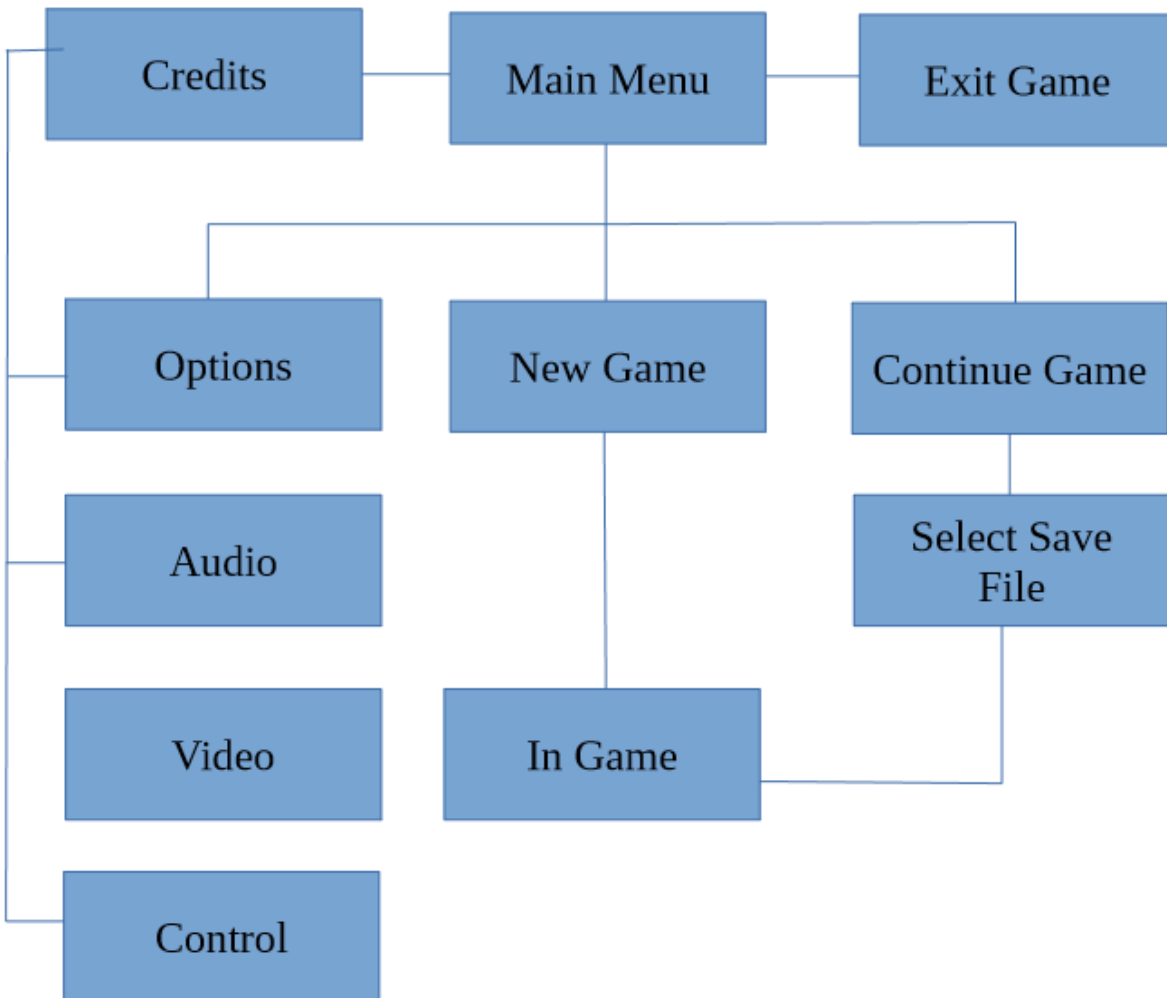 Credits
Main Menu
Exit Game
Options
New Game
Continue Game
Audio
Select Save
File
Video
In Game
Control